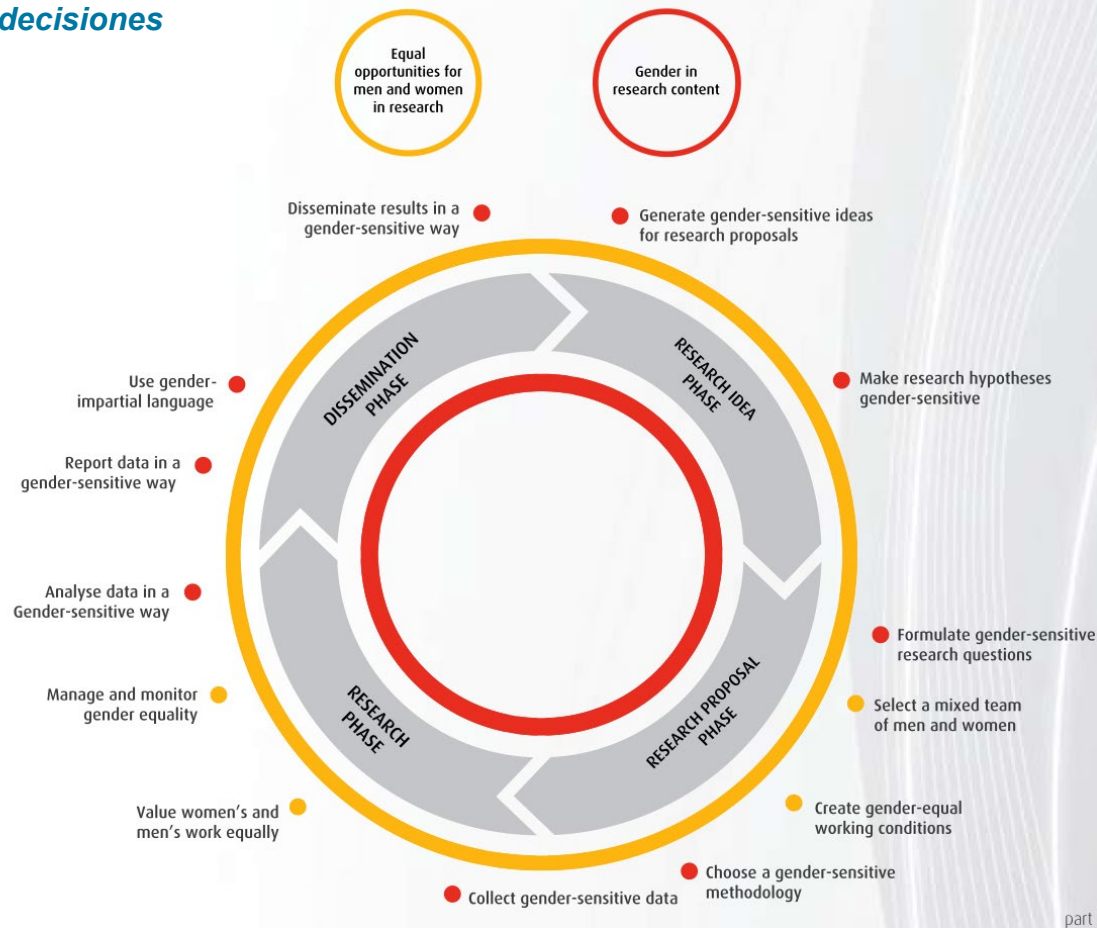 decisiones
Equal
opportunities for
men and women
in research
Gender in
research content
Disseminate results in a
gender-sensitive way
Generate gender-sensitive ideas
for research proposals
DISSEMINATION
PHASE
RESEARCH IDEA
PHASE
Use gender-
impartial language
Make research hypotheses
gender-sensitive
Report data in a
gender-sensitive way
Analyse data in a
Gender-sensitive way
Formulate gender-sensitive
research questions
Manage and monitor
gender equality
RESEARCH
PHASE
RESEARCH PROPOSAL
PHASE
Select a mixed team
of men and women
Value women's and
men's work equally
Create gender-equal
working conditions
Choose a gender-sensitive
methodology
Collect gender-sensitive data
part